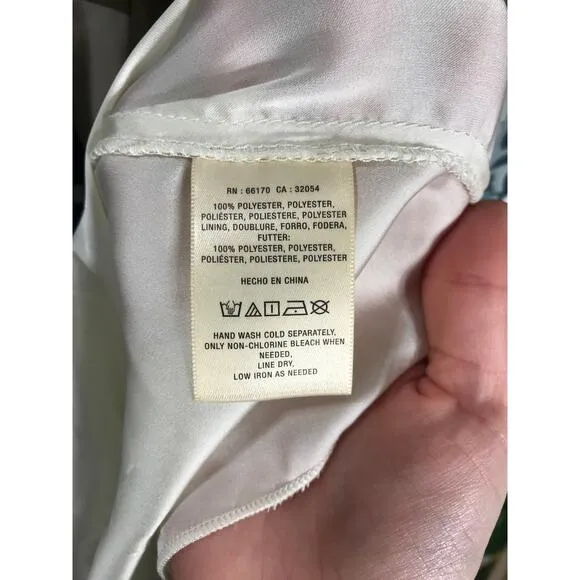 RN : 66170 CA : 32054
100% POLYESTER, POLYESTER,
POLIÉSTER, POLIESTERE, POLYESTER
LINING, DOUBLURE, FORRO, FODERA,
FUTTER:
100% POLYESTER, POLYESTER,
POLIÉSTER, POLIESTERE, POLYESTER
HECHO EN CHINA
HAND WASH COLD SEPARATELY,
ONLY NON-CHLORINE BLEACH WHEN
NEEDED,
LINE DRY,
LOW IRON AS NEEDED